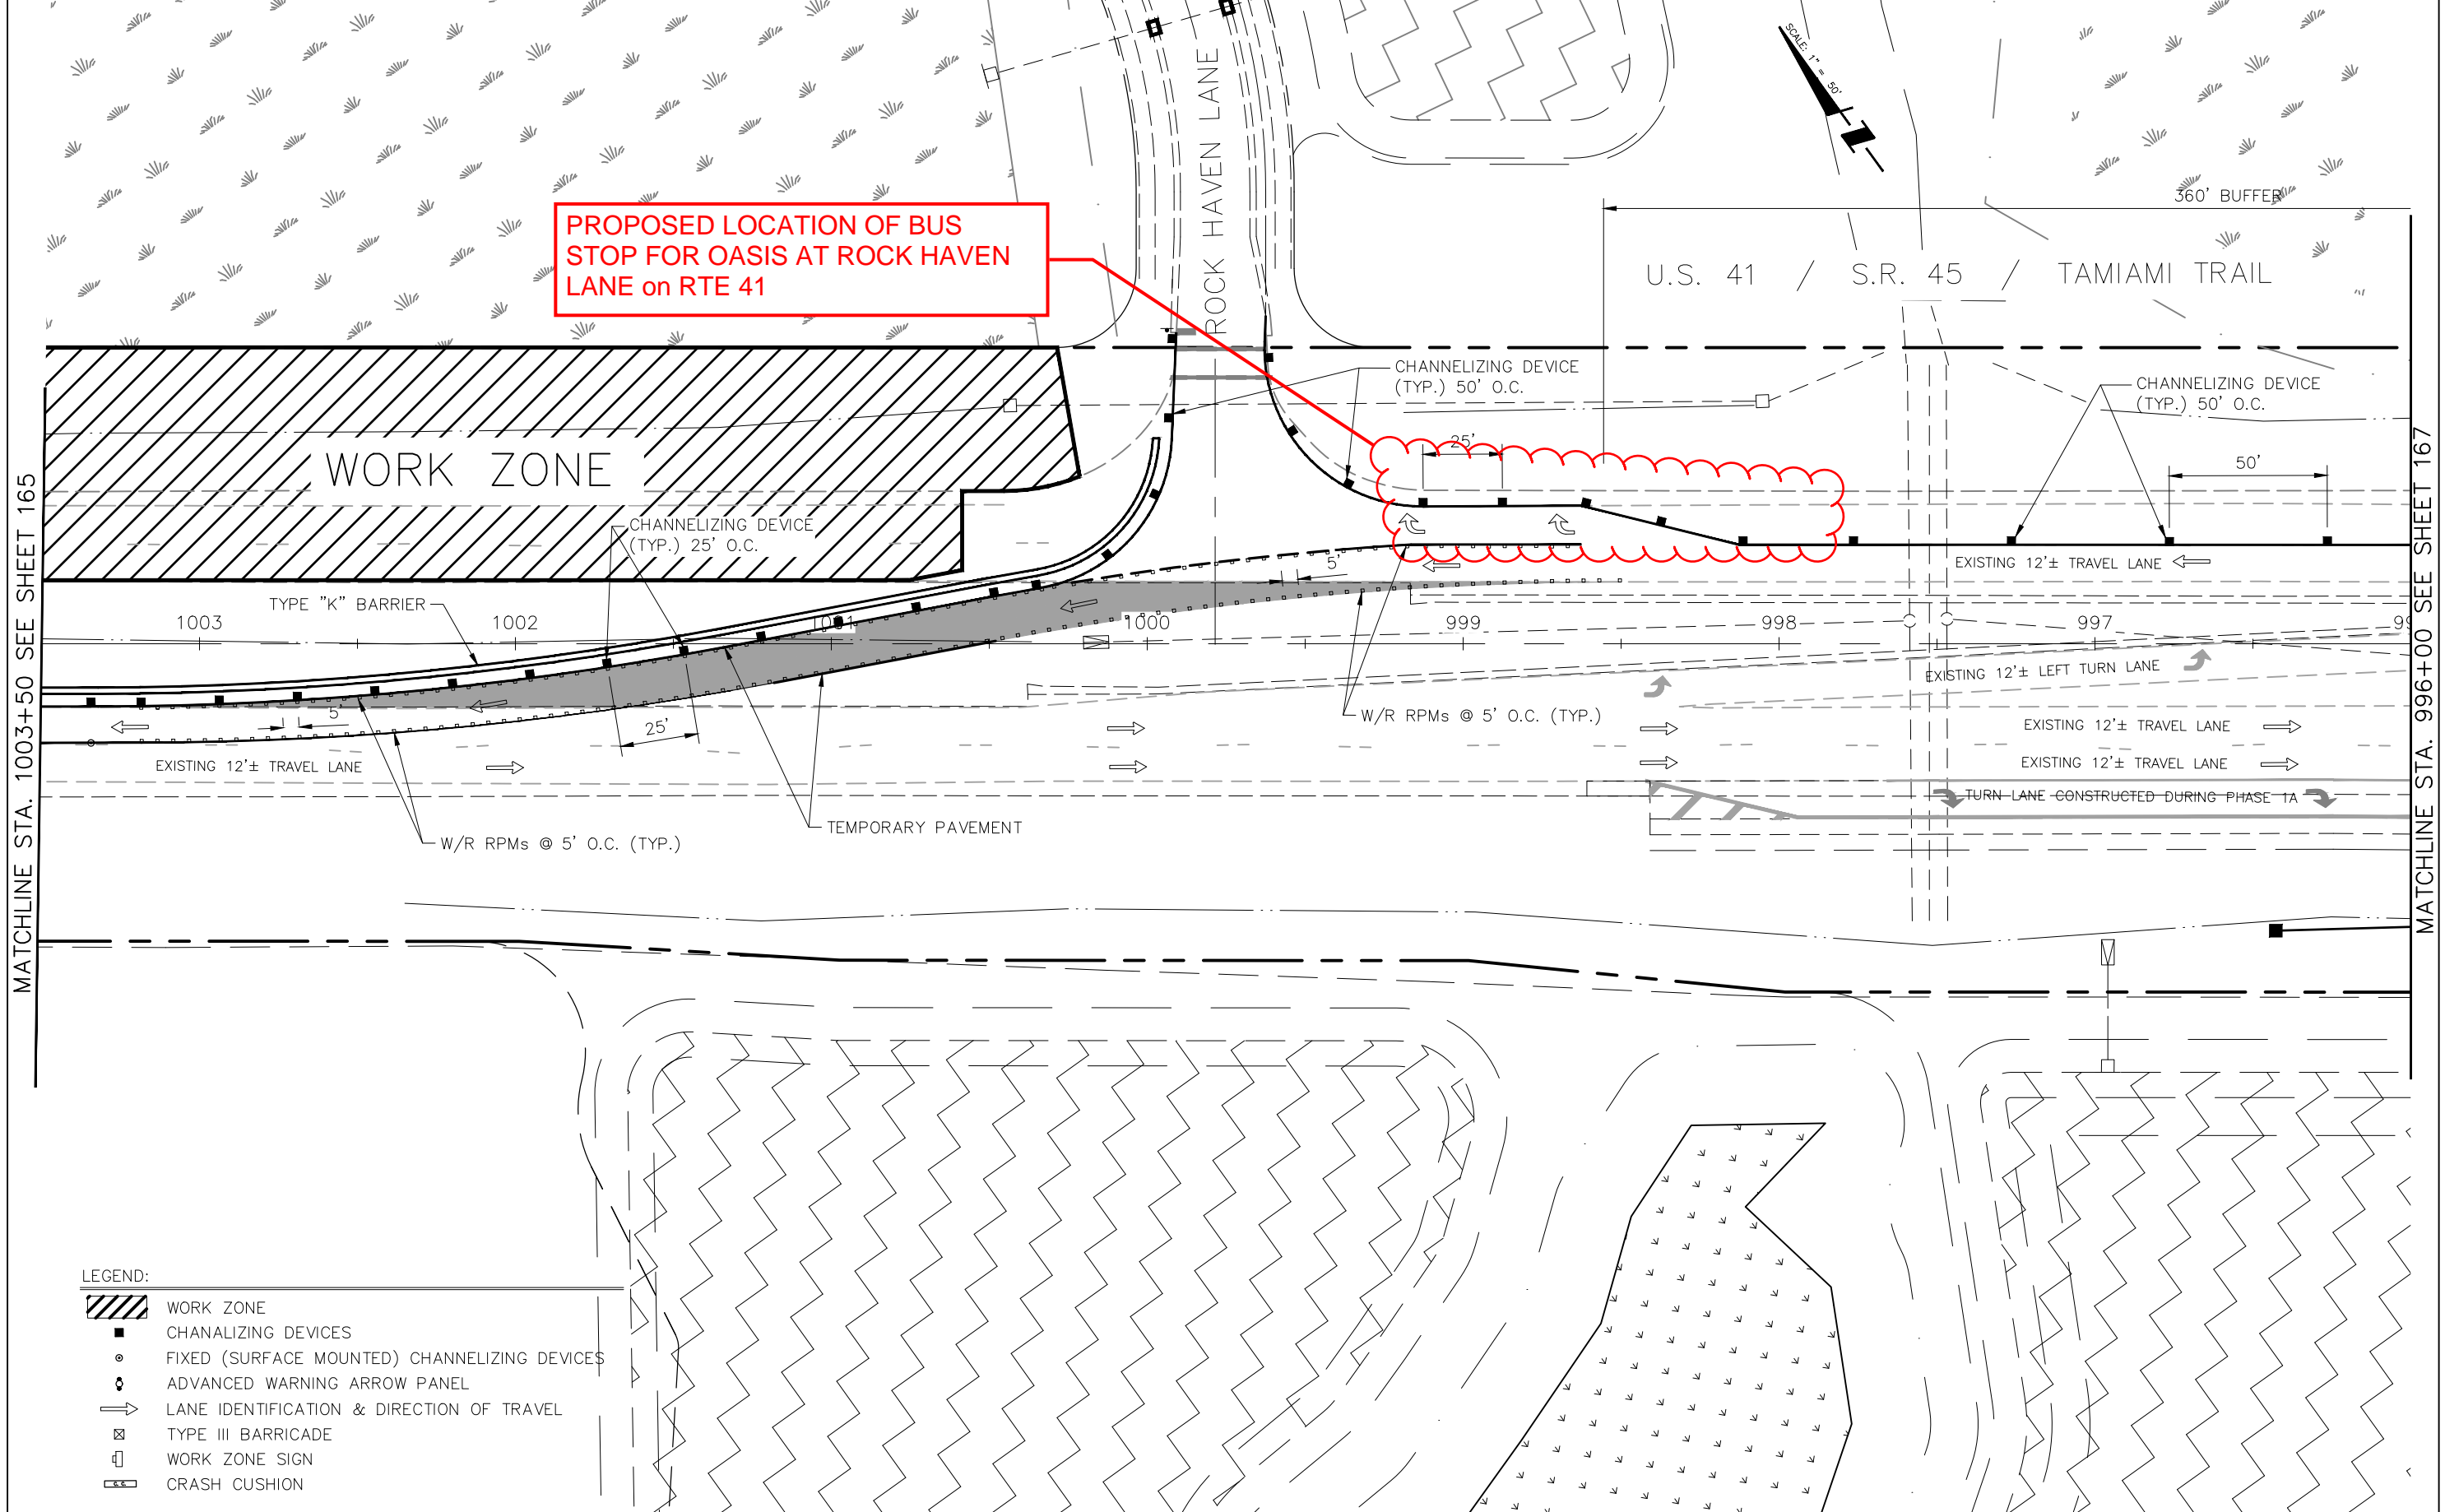 SCALE: 1" = 50'
ROCK HAVEN LANE
360' BUFFER
PROPOSED LOCATION OF BUS
STOP FOR OASIS AT ROCK HAVEN
LANE on RTE 41
U.S. 41 / S.R. 45 / TAMIAMI TRAIL
CHANNELIZING DEVICE
(TYP.) 50' O.C.
CHANNELIZING DEVICE
(TYP.) 50' O.C.
25'
50'
WORK ZONE
CHANNELIZING DEVICE
(TYP.) 25' O.C.
5'
EXISTING 12'± TRAVEL LANE
TYPE "K" BARRIER
1003
1002
1001
1000
999
998
997
99
EXISTING 12'± LEFT TURN LANE
5'
25'
W/R RPMs @ 5' O.C. (TYP.)
EXISTING 12'± TRAVEL LANE
EXISTING 12'± TRAVEL LANE
EXISTING 12'± TRAVEL LANE
TURN LANE CONSTRUCTED DURING PHASE 1A
TEMPORARY PAVEMENT
W/R RPMs @ 5' O.C. (TYP.)
MATCHLINE STA. 1003+50 SEE SHEET 165
MATCHLINE STA. 996+00 SEE SHEET 167
LEGEND:
WORK ZONE
CHANALIZING DEVICES
FIXED (SURFACE MOUNTED) CHANNELIZING DEVICES
ADVANCED WARNING ARROW PANEL
LANE IDENTIFICATION & DIRECTION OF TRAVEL
TYPE III BARRICADE
WORK ZONE SIGN
CRASH CUSHION